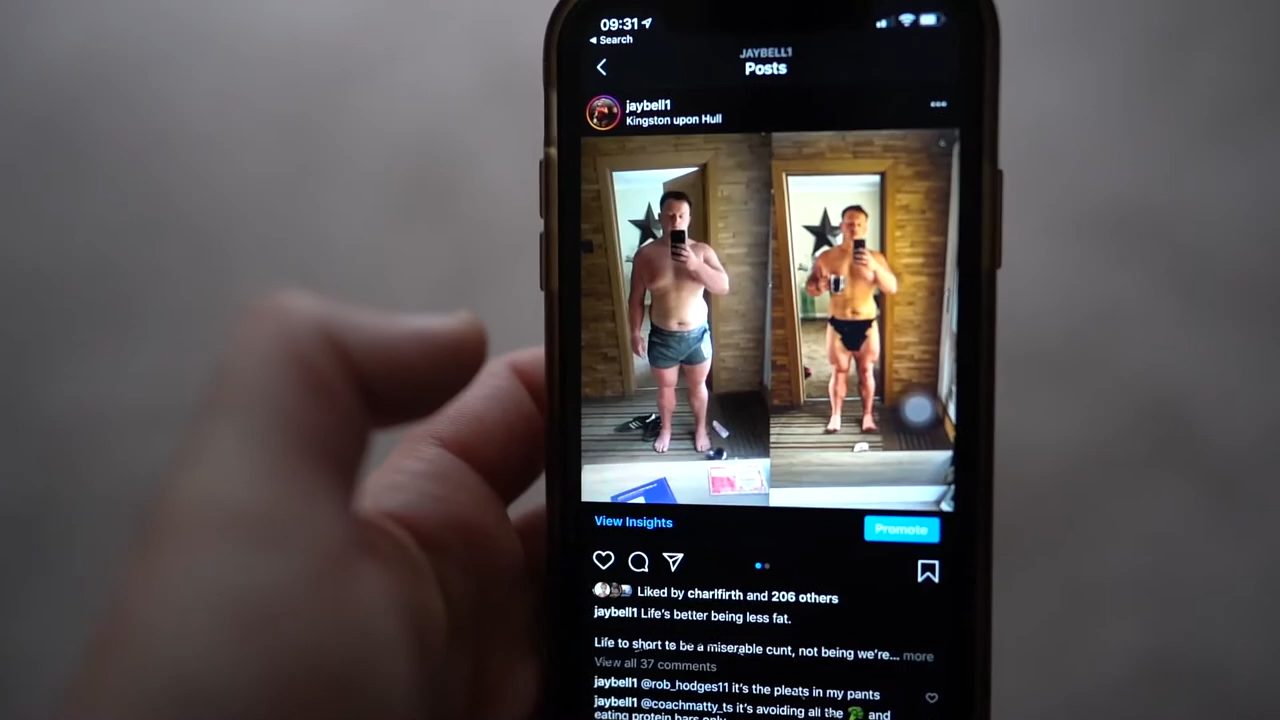 09:31
Search
JAYBELL1
Posts
jaybell1
Kingston upon Hull
View Insights
Promote
Liked by charlfirth and 206 others
jaybell1 Life's better being less fat.
Life to short to be a miserable cunt, not being we're... more
View all 37 comments
jaybell1 @rob_hodges11 it's the pleats in my pants
jaybell1 @coachmatty_ts it's avoiding all the 🥦 and
eating protein bars only